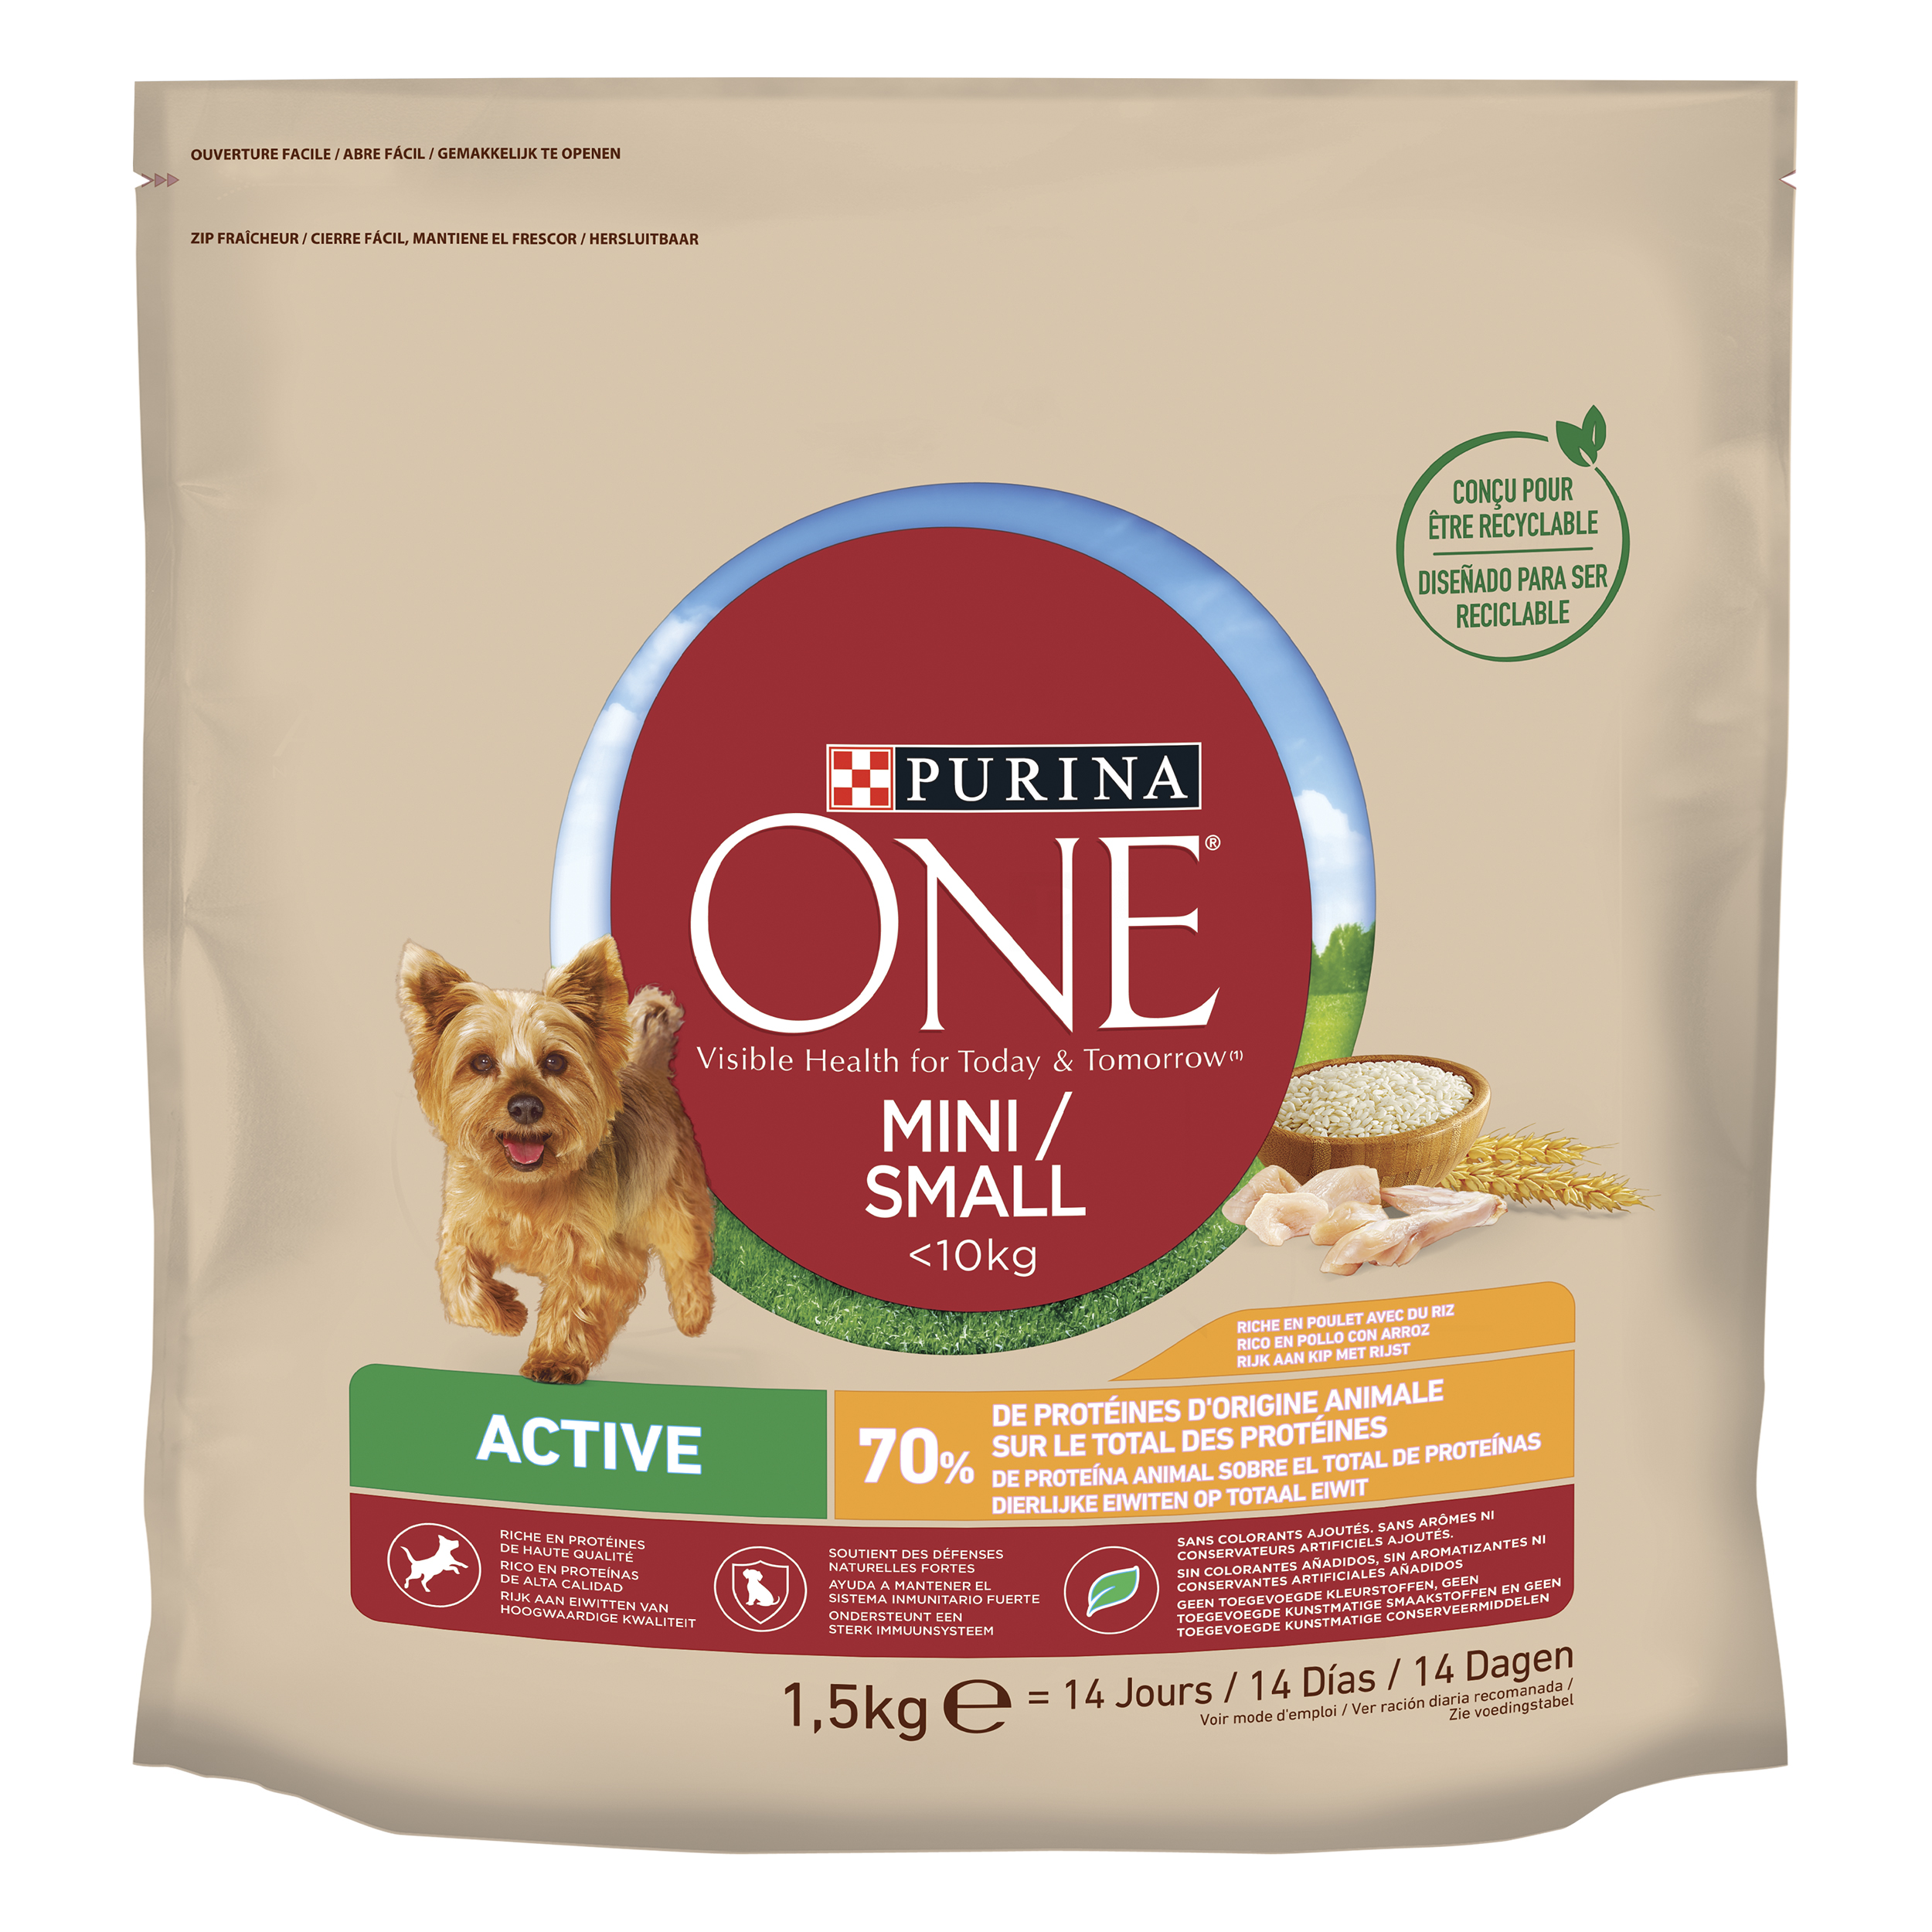 OUVERTURE FACILE / ABRE FÁCIL / GEMAKKELIJK TE OPENEN
ZIP FRAÎCHEUR / CIERRE FÁCIL, MANTIENE EL FRESCOR / HERSLUITBAAR
CONÇU POUR
ÊTRE RECYCLABLE
DISEÑADO PARA SER
RECICLABLE
PURINA
ONE®
Visible Health for Today & Tomorrow(1)
MINI /
SMALL
<10kg
RICHE EN POULET AVEC DU RIZ
RICO EN POLLO CON ARROZ
RIJK AAN KIP MET RIJST
ACTIVE
70%
DE PROTÉINES D'ORIGINE ANIMALE
SUR LE TOTAL DES PROTÉINES
DE PROTEÍNA ANIMAL SOBRE EL TOTAL DE PROTEÍNAS
DIERLIJKE EIWITEN OP TOTAAL EIWIT
RICHE EN PROTÉINES
DE HAUTE QUALITÉ
RICO EN PROTEÍNAS
DE ALTA CALIDAD
RIJK AAN EIWITTEN VAN
HOOGWAARDIGE KWALITEIT
SOUTIENT DES DÉFENSES
NATURELLES FORTES
AYUDA A MANTENER EL
SISTEMA INMUNITARIO FUERTE
ONDERSTEUNT EEN
STERK IMMUUNSYSTEEM
SANS COLORANTS AJOUTÉS. SANS ARÔMES NI
CONSERVATEURS ARTIFICIELS AJOUTÉS.
SIN COLORANTES AÑADIDOS, SIN AROMATIZANTES NI
CONSERVANTES ARTIFICIALES AÑADIDOS
GEEN TOEGEVOEGDE KLEURSTOFFEN, GEEN
TOEGEVOEGDE KUNSTMATIGE SMAAKSTOFFEN EN GEEN
TOEGEVOEGDE KUNSTMATIGE CONSERVEERMIDDELEN
1,5kg ℮ = 14 Jours / 14 Días / 14 Dagen
Voir mode d'emploi / Ver ración diaria recomanada /
Zie voedingstabel